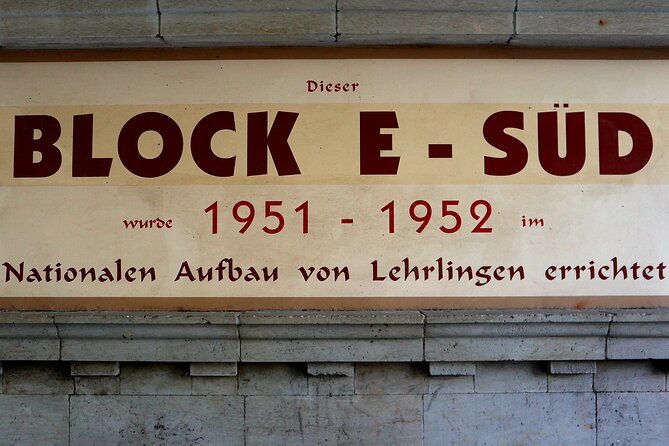 Dieser
BLOCK E - SÜD
wurde 1951 - 1952 im
Nationalen Aufbau von Lehrlingen errichtet